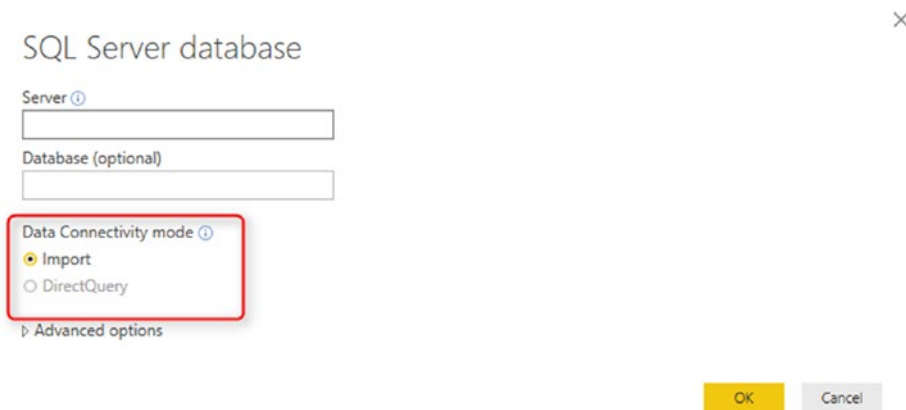 SQL Server database
Server
Database (optional)
Data Connectivity mode
Import
DirectQuery
Advanced options
OK Cancel